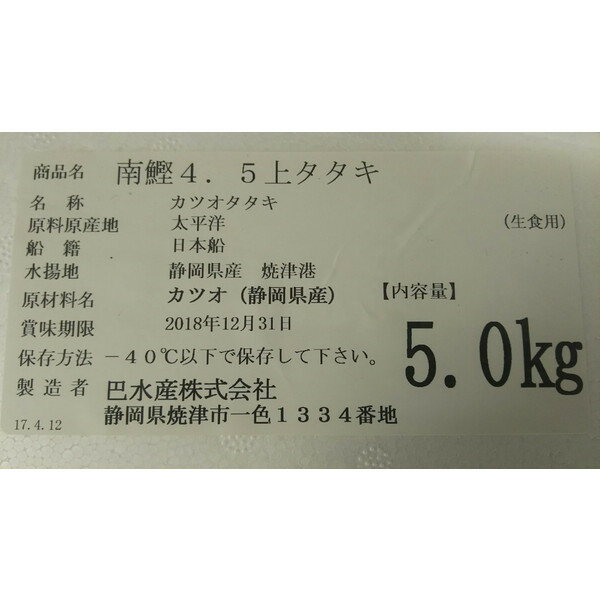 商品名 南鰹４．５上タタキ
名称 カツオタタキ
原料原産地 太平洋 (生食用)
船籍 日本船
水揚地 静岡県産 焼津港
原材料名 カツオ (静岡県産) 【内容量】
賞味期限 2018年12月31日
5.0kg
保存方法 －４０℃以下で保存して下さい。
製造者 巴水産株式会社
静岡県焼津市一色１３３４番地
17.4.12